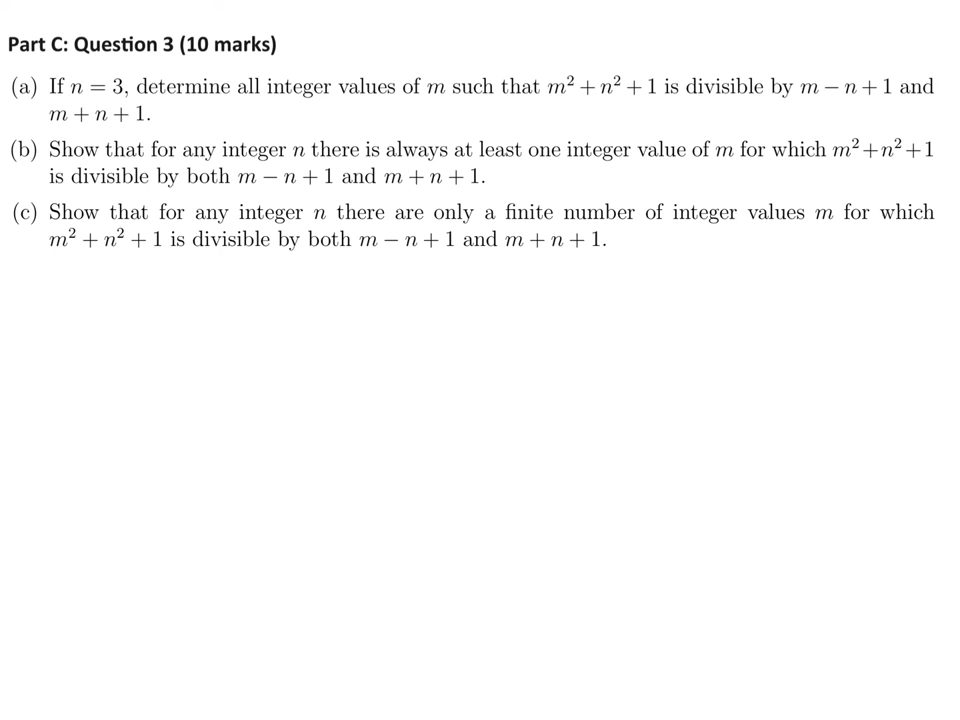 Part C: Question 3 (10 marks)
(a) If n = 3, determine all integer values of m such that m² + n² + 1 is divisible by m − n + 1 and
m + n + 1.
(b) Show that for any integer n there is always at least one integer value of m for which m² + n² + 1
is divisible by both m − n + 1 and m + n + 1.
(c) Show that for any integer n there are only a finite number of integer values m for which
m² + n² + 1 is divisible by both m − n + 1 and m + n + 1.